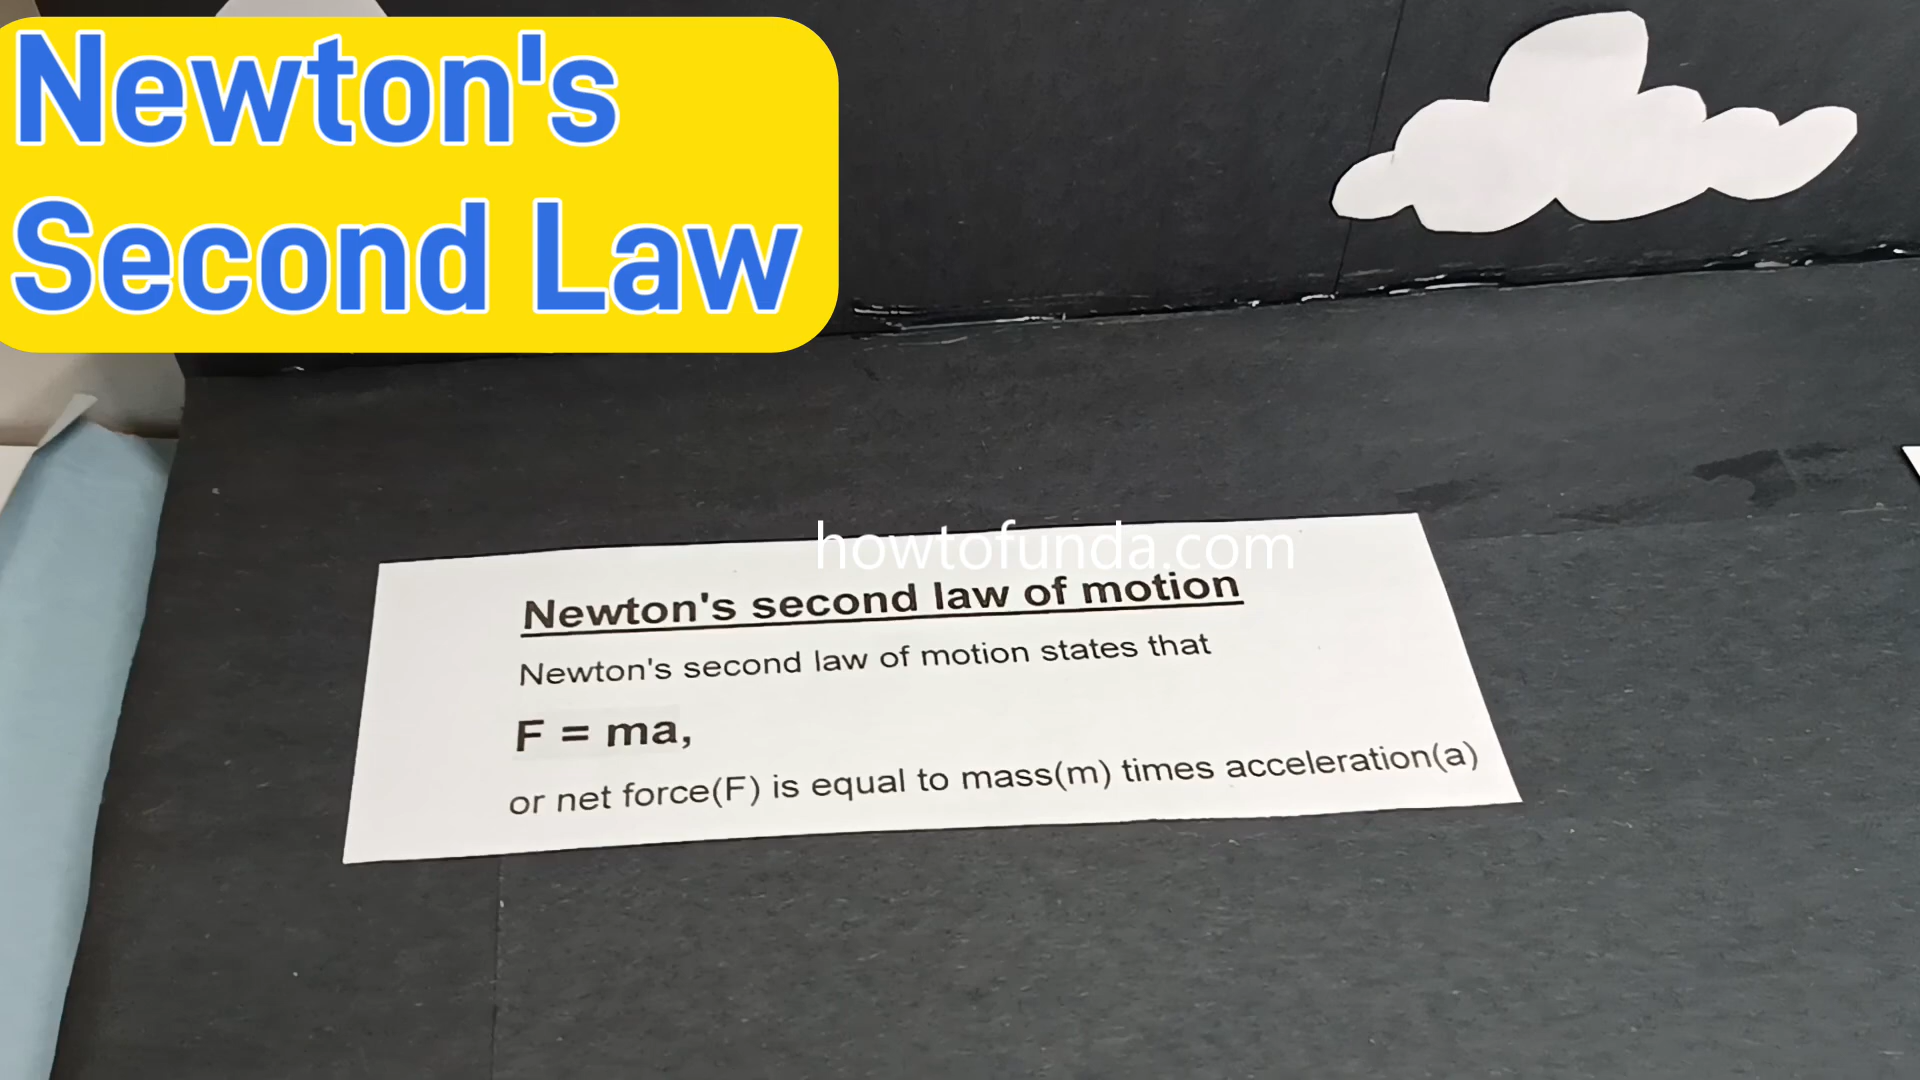 Newton's
Second Law
howtofunda.com
Newton's second law of motion
Newton's second law of motion states that
F = ma,
or net force(F) is equal to mass(m) times acceleration(a)